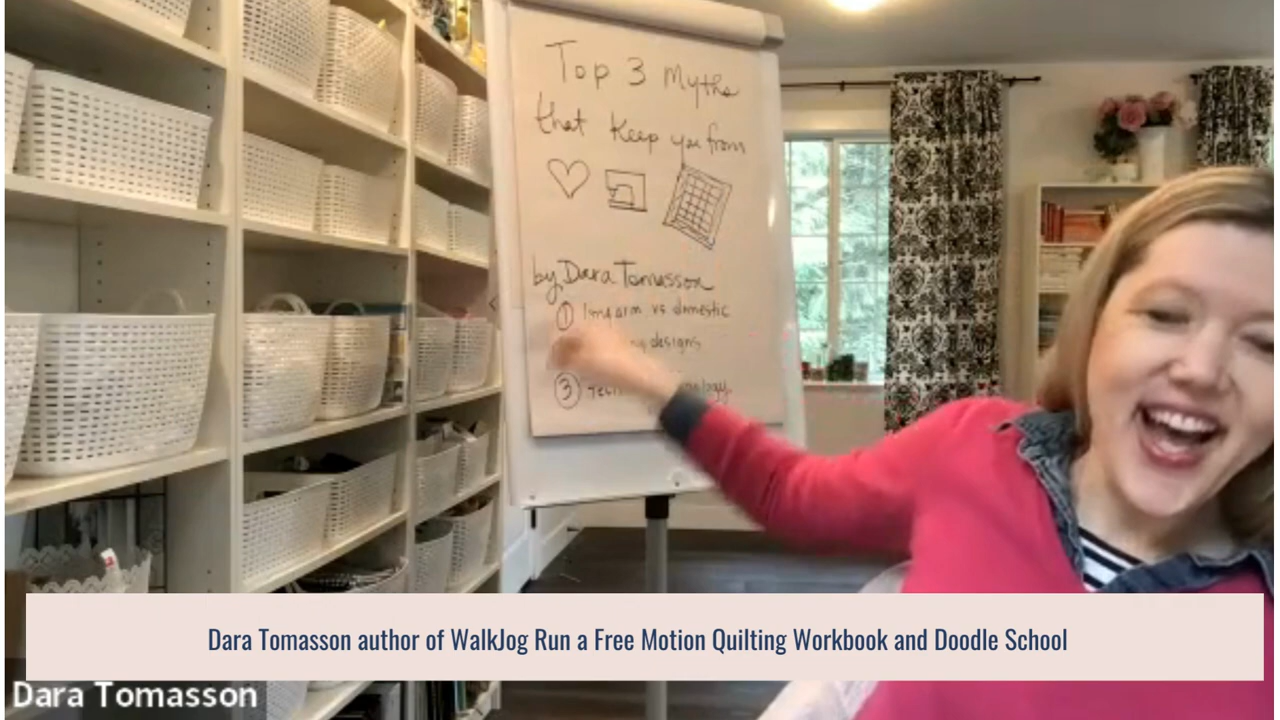 Top 3 Myths
that Keep you from
by Dara Tomasson
① longarm vs domestic
designs
③
Dara Tomasson author of WalkJog Run a Free Motion Quilting Workbook and Doodle School
Dara Tomasson